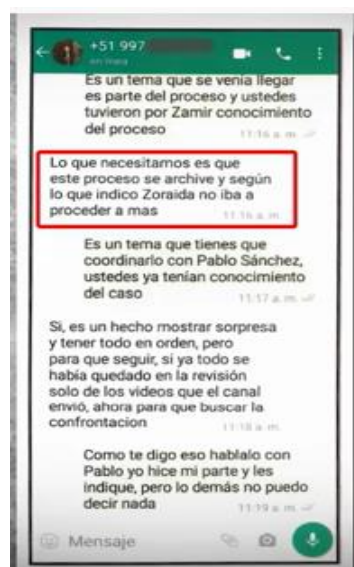 +51 997
en línea
Es un tema que se venia llegar
es parte del proceso y ustedes
tuvieron por Zamir conocimiento
del proceso
11:16 a. m.
Lo que necesitamos es que
este proceso se archive y según
lo que indico Zoraida no iba a
proceder a mas
11:16 a. m.
Es un tema que tienes que
coordinarlo con Pablo Sánchez,
ustedes ya tenían conocimiento
del caso
11:17 a. m.
Si, es un hecho mostrar sorpresa
y tener todo en orden, pero
para que seguir, si ya todo se
había quedado en la revisión
solo de los videos que el canal
envió, ahora para que buscar la
confrontacion
11:18 a. m.
Como te digo eso hablalo con
Pablo yo hice mi parte y les
indique, pero lo demás no puedo
decir nada
11:19 a. m.
Mensaje